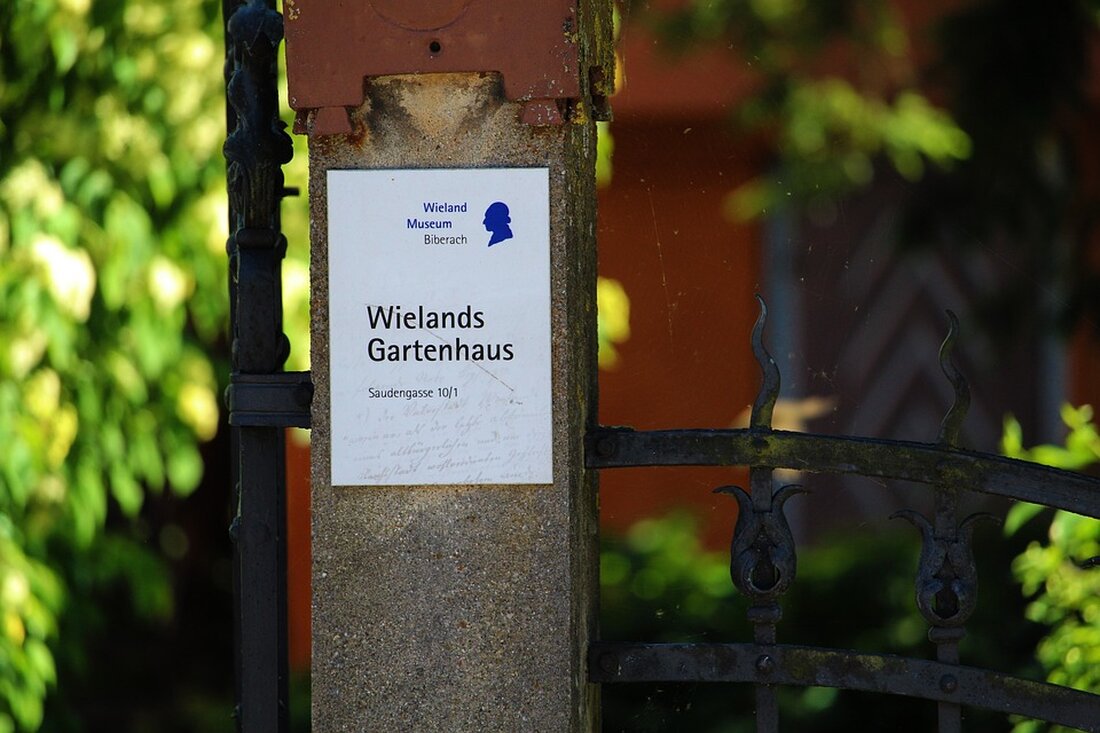 Wieland
Museum
Biberach
Wielands
Gartenhaus
Saudengasse 10/1